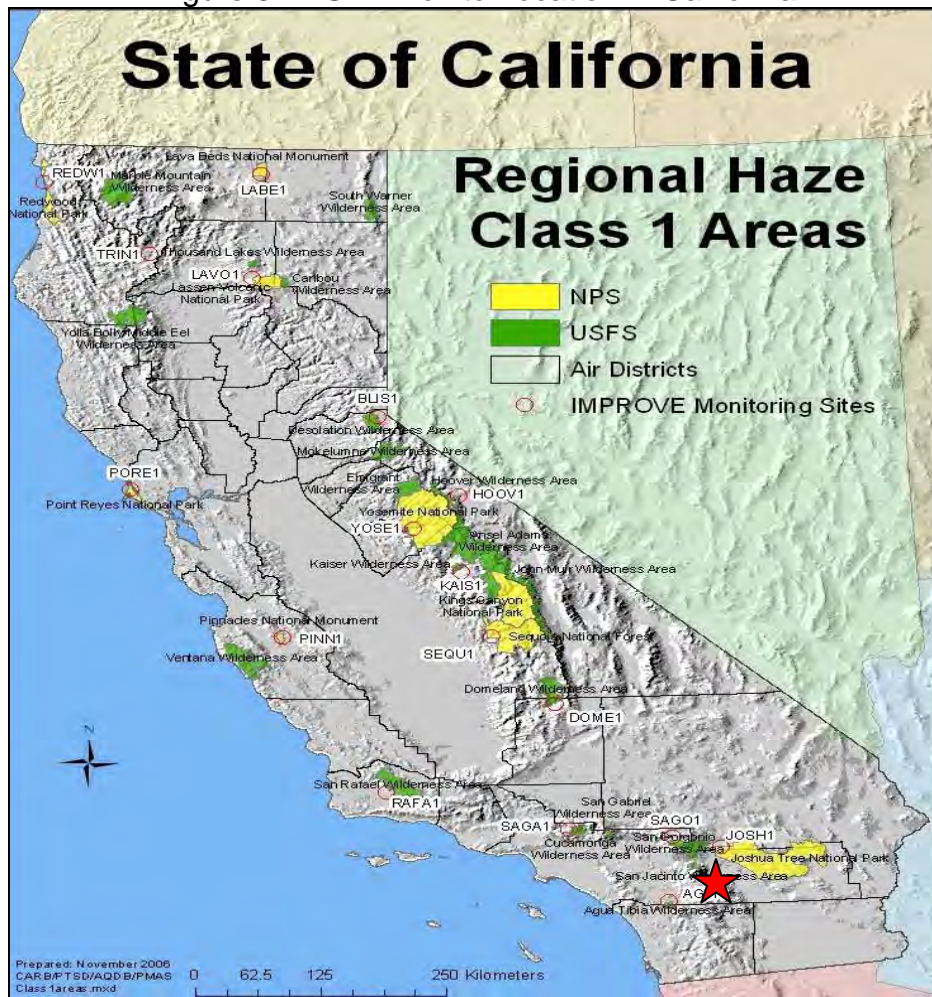 State of California
Regional Haze
Class 1 Areas
NPS
USFS
Air Districts
IMPROVE Monitoring Sites
REDW1
Redwood
National Park
Marble Mountain
Wilderness Area
Lava Beds National Monument
LABE1
South Warner
Wilderness Area
TRIN1
Thousand Lakes Wilderness Area
LAVO1
Lassen Volcanic
National Park
Caribou
Wilderness Area
Yolla Bolly Middle Eel
Wilderness Area
BLIS1
Desolation Wilderness Area
Mokelumne Wilderness Area
PORE1
Point Reyes National Park
Emigrant
Wilderness Area
Hoover Wilderness Area
HOOV1
Yosemite National Park
YOSE1
Ansel Adams
Wilderness Area
Kaiser Wilderness Area
John Muir Wilderness Area
KAIS1
Kings Canyon
National Park
Pinnacles National Monument
PINN1
Sequoia National Forest
SEQU1
Ventana Wilderness Area
Domeland Wilderness Area
DOME1
N
San Rafael Wilderness Area
RAFA1
San Gabriel
Wilderness Area
SAGA1
Cucamonga
Wilderness Area
SAGO1
San Gorgonio
Wilderness Area
JOSH1
Joshua Tree National Park
San Jacinto Wilderness Area
Agua Tibia Wilderness Area
Prepared: November 2006
CARB/PTSD/AQDB/PMAS
Class1areas.mxd
0 62.5 125 250 Kilometers